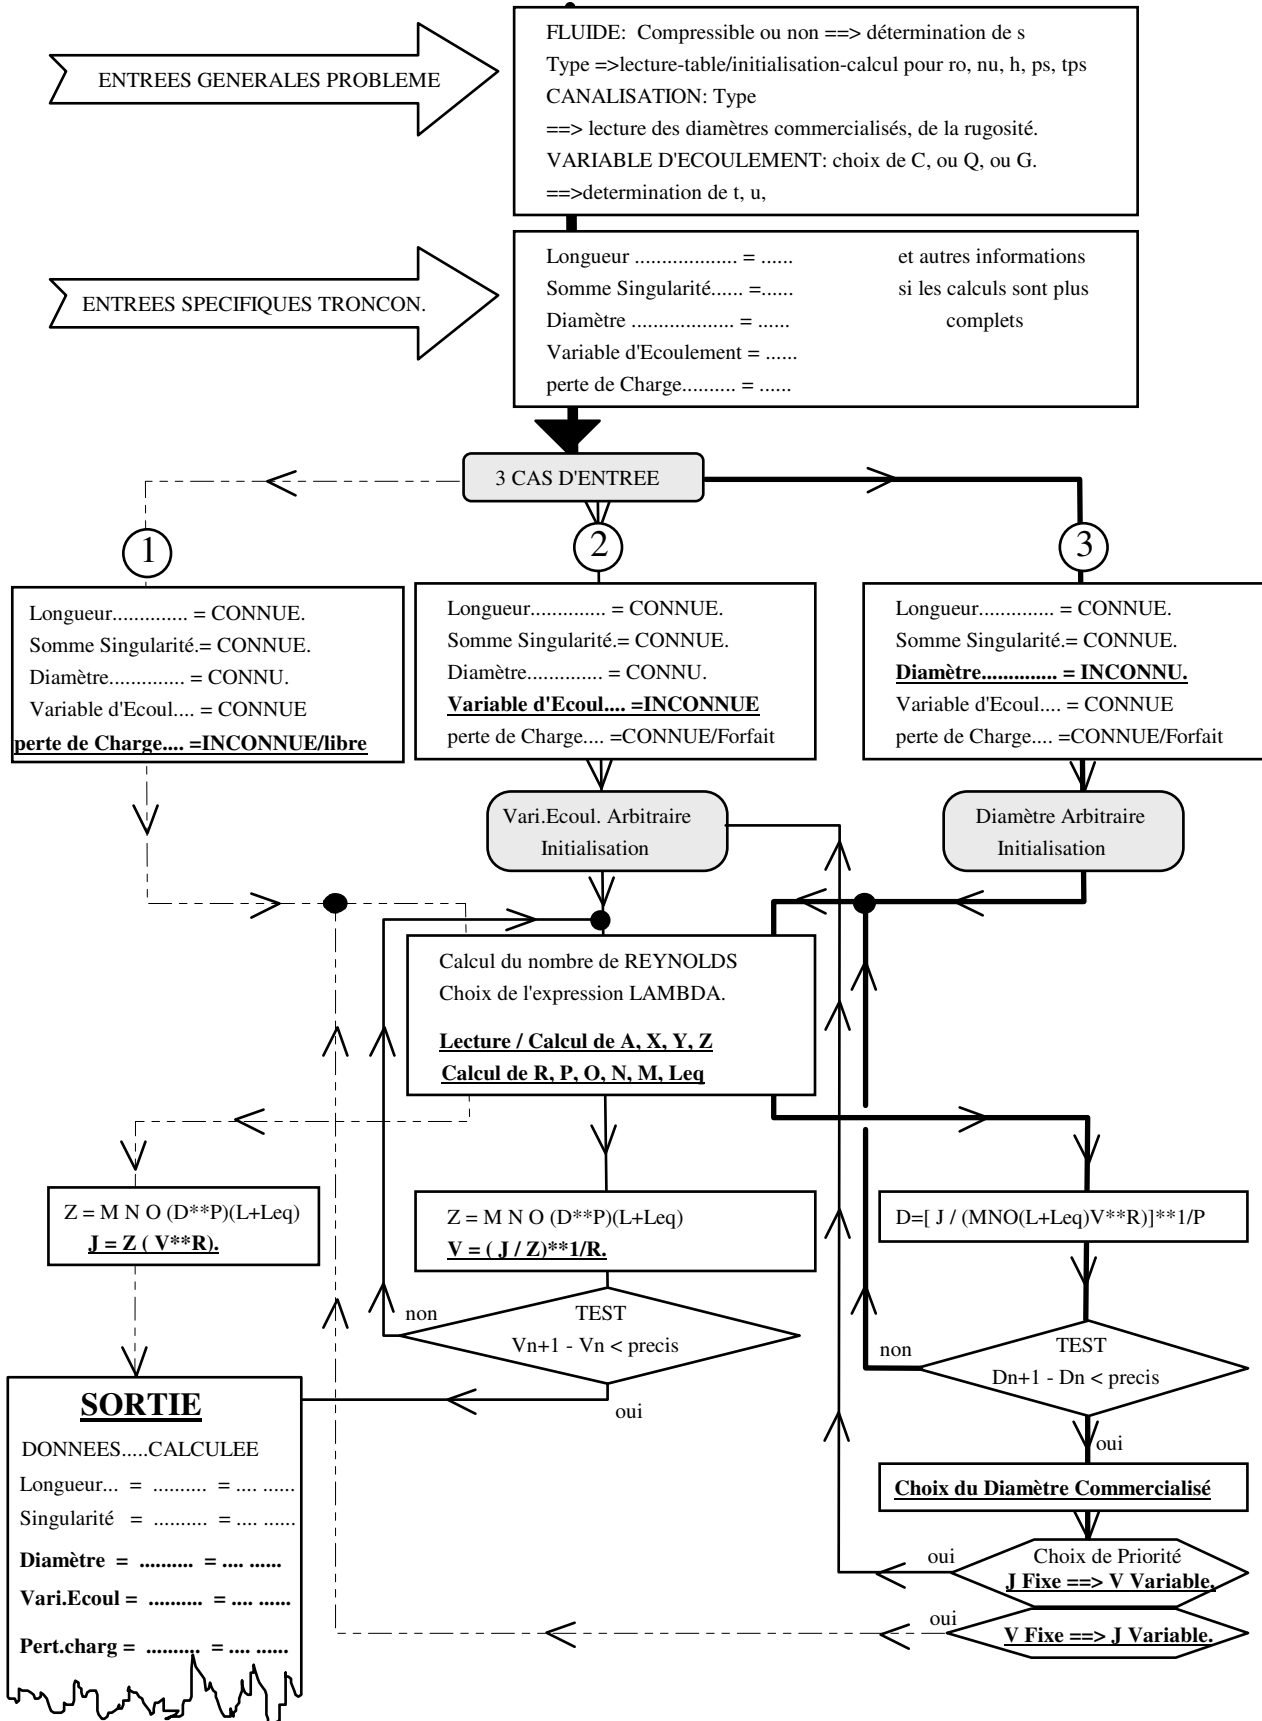 ENTREES GENERALES PROBLEME
FLUIDE: Compressible ou non ==> détermination de s
Type =>lecture-table/initialisation-calcul pour ro, nu, h, ps, tps
CANALISATION: Type
==> lecture des diamètres commercialisés, de la rugosité.
VARIABLE D'ECOULEMENT: choix de C, ou Q, ou G.
==>determination de t, u,
ENTREES SPECIFIQUES TRONCON.
Longueur ................... = ......
Somme Singularité...... =......
Diamètre ................... = ......
Variable d'Ecoulement = ......
perte de Charge.......... = ......
et autres informations
si les calculs sont plus
complets
3 CAS D'ENTREE
1
2
3
Longueur.............. = CONNUE.
Somme Singularité.= CONNUE.
Diamètre.............. = CONNU.
Variable d'Ecoul.... = CONNUE
perte de Charge.... =INCONNUE/libre
Longueur.............. = CONNUE.
Somme Singularité.= CONNUE.
Diamètre.............. = CONNU.
Variable d'Ecoul.... =INCONNUE
perte de Charge.... =CONNUE/Forfait
Longueur.............. = CONNUE.
Somme Singularité.= CONNUE.
Diamètre.............. = INCONNU.
Variable d'Ecoul.... = CONNUE
perte de Charge.... =CONNUE/Forfait
Vari.Ecoul. Arbitraire
Initialisation
Diamètre Arbitraire
Initialisation
Calcul du nombre de REYNOLDS
Choix de l'expression LAMBDA.
Lecture / Calcul de A, X, Y, Z
Calcul de R, P, O, N, M, Leq
Z = M N O (D**P)(L+Leq)
J = Z ( V**R).
Z = M N O (D**P)(L+Leq)
V = ( J / Z)**1/R.
D=[ J / (MNO(L+Leq)V**R)]**1/P
non
TEST
Vn+1 - Vn < precis
oui
non
TEST
Dn+1 - Dn < precis
oui
SORTIE
DONNEES.....CALCULEE
Longueur... = .......... = .... ......
Singularité = .......... = .... ......
Diamètre = .......... = .... ......
Vari.Ecoul = .......... = .... ......
Pert.charg = .......... = .... ......
Choix du Diamètre Commercialisé
oui
Choix de Priorité
J Fixe ==> V Variable.
oui
V Fixe ==> J Variable.